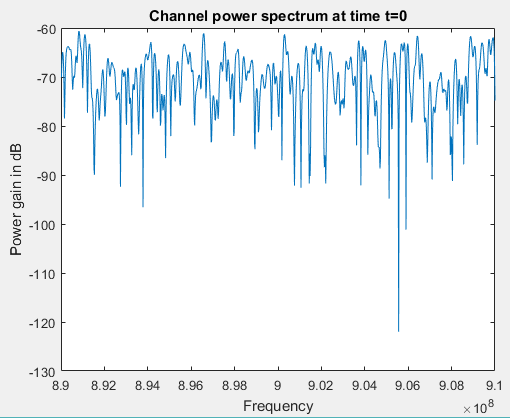 Channel power spectrum at time t=0
-60
-70
-80
-90
-100
-110
-120
-130
Power gain in dB
8.9 8.92 8.94 8.96 8.98 9 9.02 9.04 9.06 9.08 9.1
Frequency
×10^8